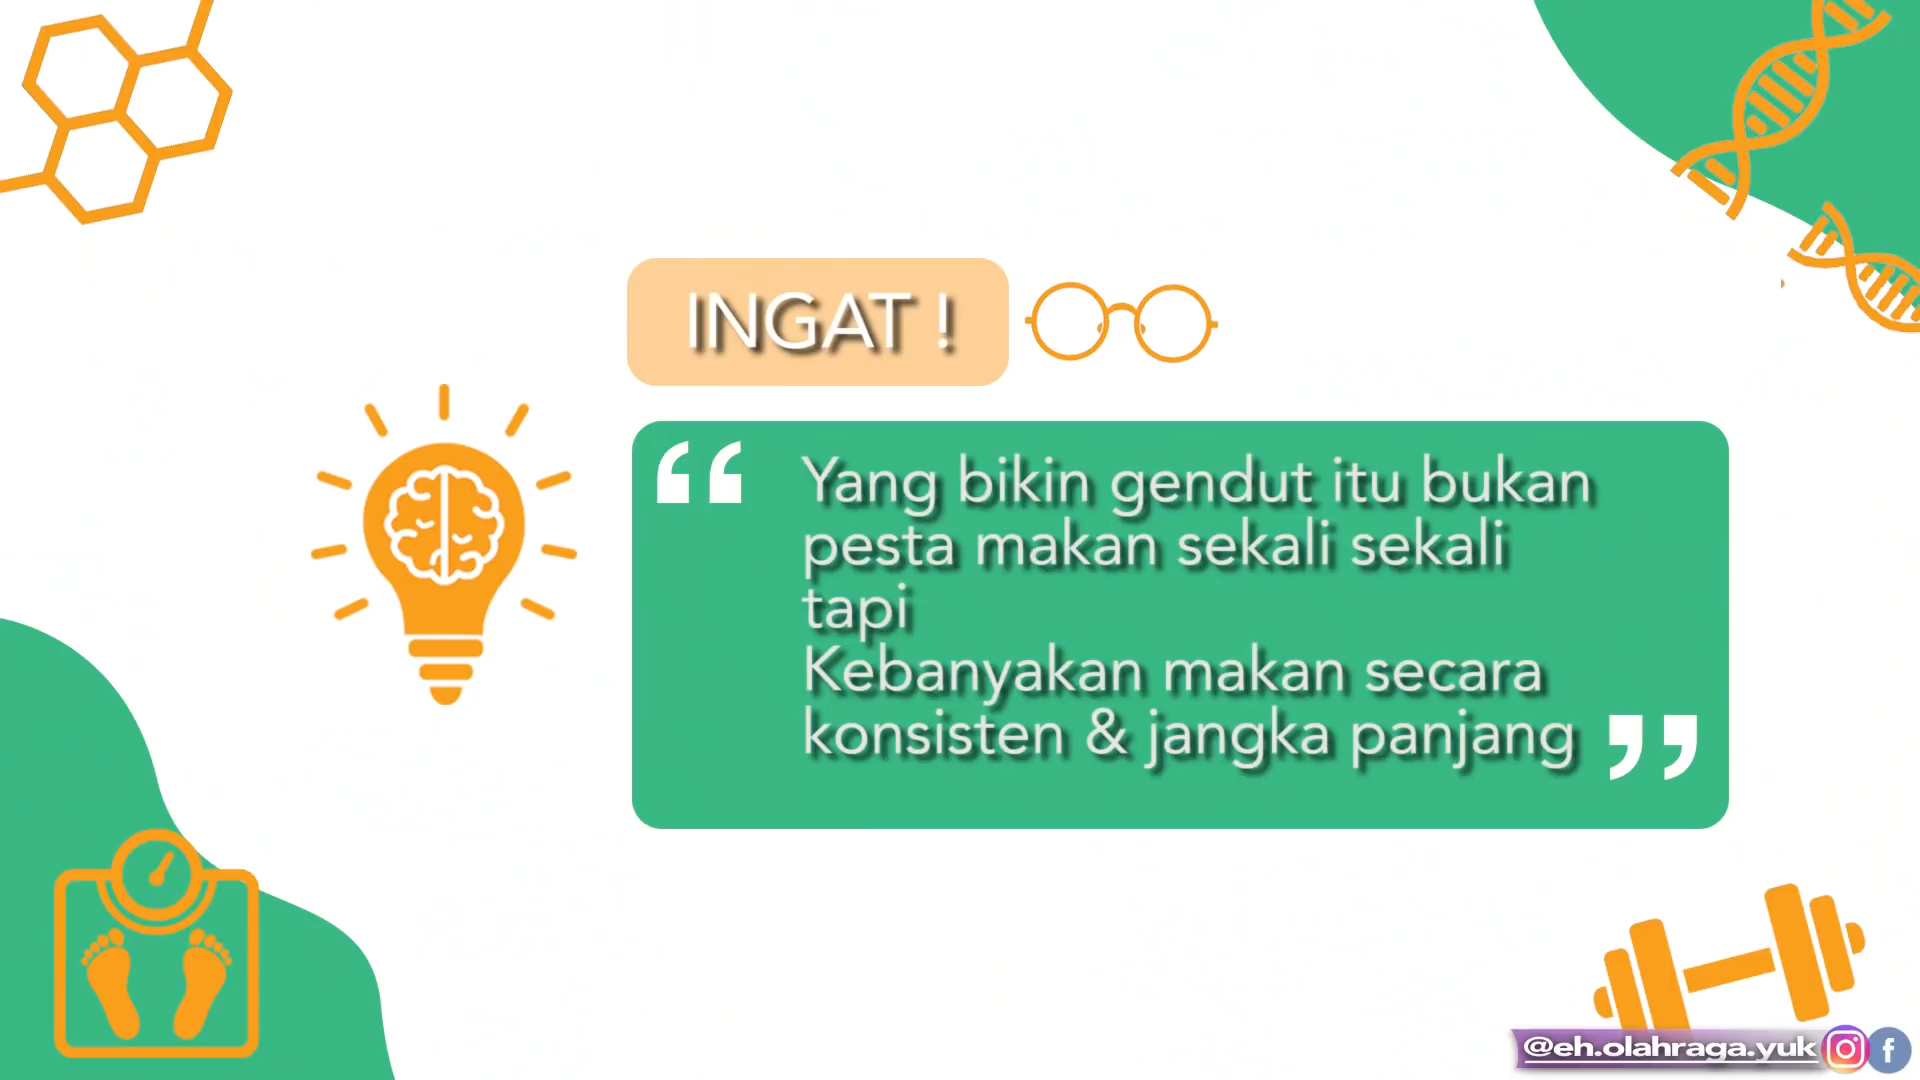 INGAT !
“ Yang bikin gendut itu bukan
pesta makan sekali sekali
tapi
Kebanyakan makan secara
konsisten & jangka panjang ”
@eh.olahraga.yuk